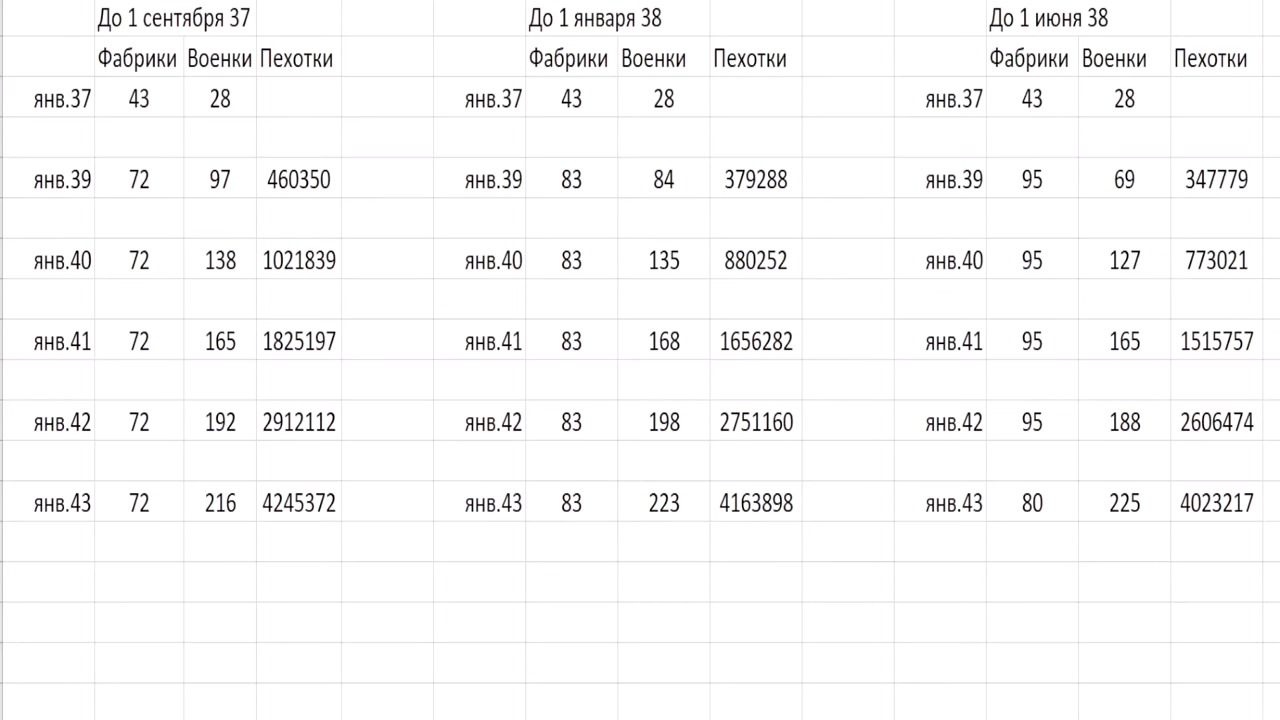 До 1 сентября 37 До 1 января 38 До 1 июня 38
Фабрики Военки Пехотки Фабрики Военки Пехотки Фабрики Военки Пехотки
янв.37 43 28 янв.37 43 28 янв.37 43 28
янв.39 72 97 460350 янв.39 83 84 379288 янв.39 95 69 347779
янв.40 72 138 1021839 янв.40 83 135 880252 янв.40 95 127 773021
янв.41 72 165 1825197 янв.41 83 168 1656282 янв.41 95 165 1515757
янв.42 72 192 2912112 янв.42 83 198 2751160 янв.42 95 188 2606474
янв.43 72 216 4245372 янв.43 83 223 4163898 янв.43 80 225 4023217